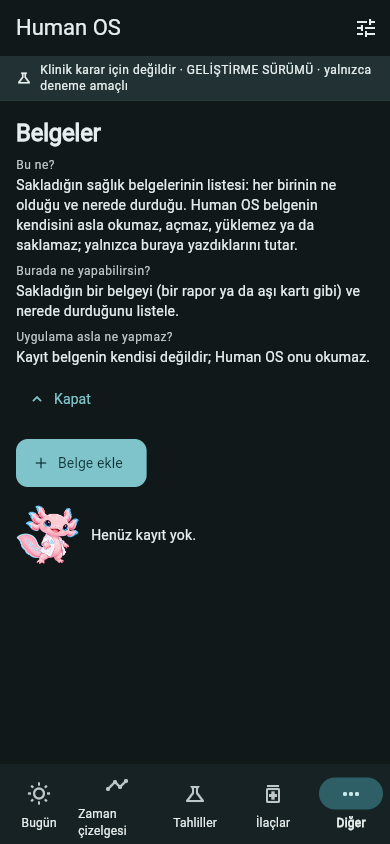 Human OS
Klinik karar için değildir · GELİŞTİRME SÜRÜMÜ · yalnızca
deneme amaçlı
Belgeler
Bu ne?
Sakladığın sağlık belgelerinin listesi: her birinin ne
olduğu ve nerede durduğu. Human OS belgenin
kendisini asla okumaz, açmaz, yüklemez ya da
saklamaz; yalnızca buraya yazdıklarını tutar.
Burada ne yapabilirsin?
Sakladığın bir belgeyi (bir rapor ya da aşı kartı gibi) ve
nerede durduğunu listele.
Uygulama asla ne yapmaz?
Kayıt belgenin kendisi değildir; Human OS onu okumaz.
Kapat
Belge ekle
Henüz kayıt yok.
Bugün
Zaman
çizelgesi
Tahliller
İlaçlar
Diğer